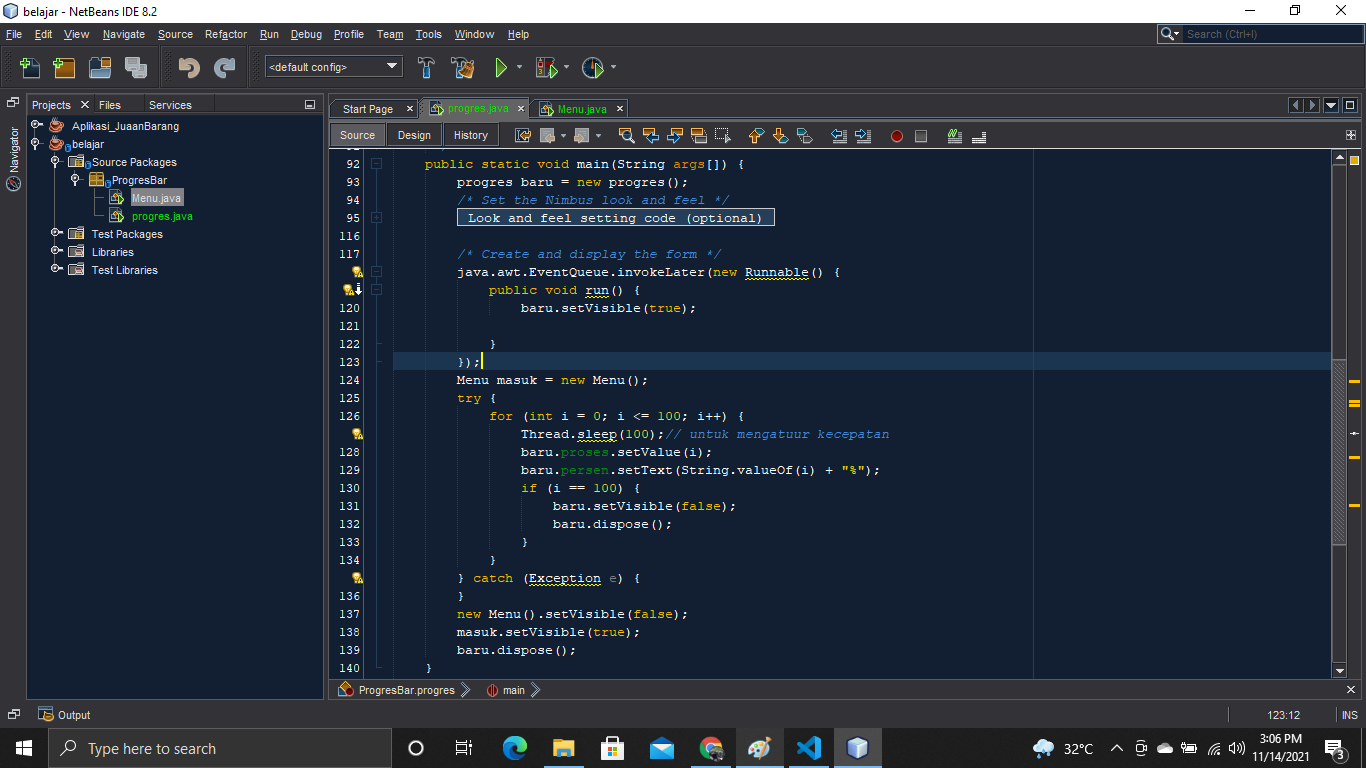 belajar - NetBeans IDE 8.2
File Edit View Navigate Source Refactor Run Debug Profile Team Tools Window Help
Search (Ctrl+I)
<default config>
Projects Files Services
Start Page progres.java Menu.java
Source Design History
Navigator
Aplikasi_JuaanBarang
belajar
Source Packages
ProgresBar
Menu.java
progres.java
Test Packages
Libraries
Test Libraries
92 public static void main(String args[]) {
93 progres baru = new progres();
94 /* Set the Nimbus look and feel */
95 Look and feel setting code (optional)
116
117 /* Create and display the form */
java.awt.EventQueue.invokeLater(new Runnable() {
public void run() {
120 baru.setVisible(true);
121
122 }
123 });
124 Menu masuk = new Menu();
125 try {
126 for (int i = 0; i <= 100; i++) {
Thread.sleep(100);// untuk mengatuur kecepatan
128 baru.proses.setValue(i);
129 baru.persen.setText(String.valueOf(i) + "%");
130 if (i == 100) {
131 baru.setVisible(false);
132 baru.dispose();
133 }
134 }
} catch (Exception e) {
136 }
137 new Menu().setVisible(false);
138 masuk.setVisible(true);
139 baru.dispose();
140 }
ProgresBar.progres main
Output
123:12 INS
Type here to search
32°C
3:06 PM
11/14/2021
3